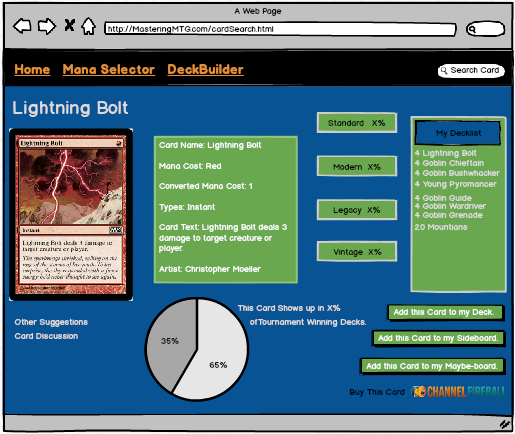 A Web Page
http://MasteringMTG.com/cardSearch.html
Home Mana Selector DeckBuilder
Search Card
Lightning Bolt
Lightning Bolt
Instant
Lightning Bolt deals 3 damage to
target creature or player.
Card Name: Lightning Bolt
Mana Cost: Red
Converted Mana Cost: 1
Types: Instant
Card Text: Lightning Bolt deals 3
damage to target creature or
player.
Artist: Christopher Moeller
Standard X%
Modern X%
Legacy X%
Vintage X%
My Decklist
4 Lightning Bolt
4 Goblin Chieftain
4 Goblin Bushwhacker
4 Young Pyromancer
4 Goblin Guide
4 Goblin Wardriver
4 Goblin Grenade
20 Mountians
Other Suggestions
Card Discussion
35%
65%
This Card Shows up in X%
ofTournament Winning Decks.
Add this Card to my Deck.
Add this Card to my Sideboard.
Add this Card to my Maybe-board.
Buy This Card
CHANNELFIREBALL